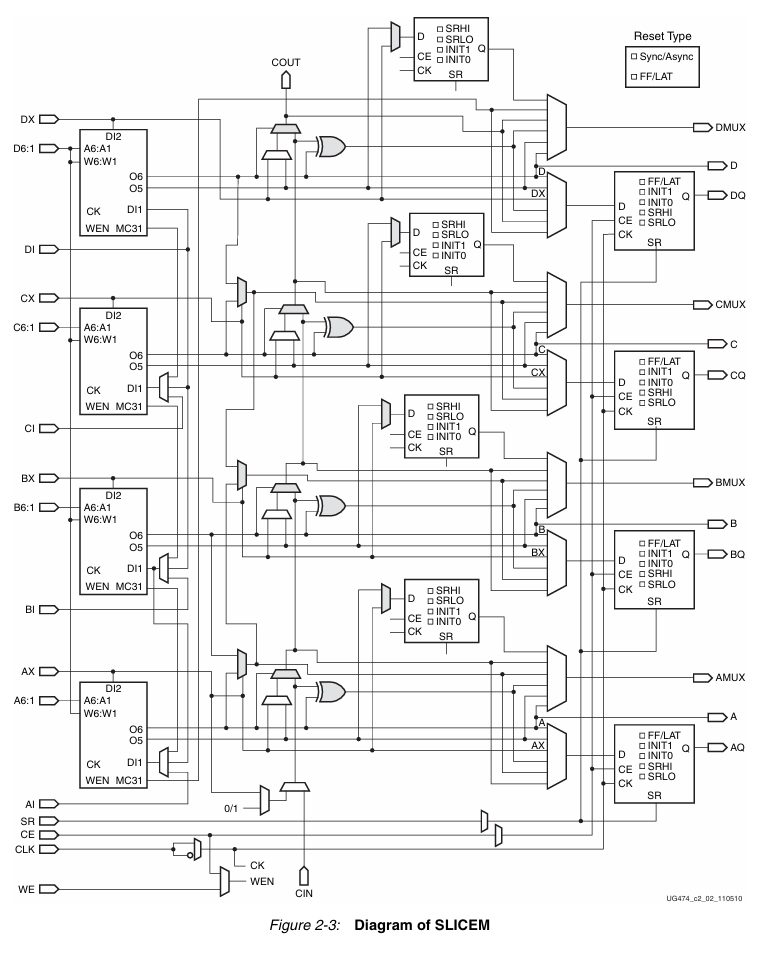 SRHI
D SRLO Q
INIT1
CE INIT0
CK
SR
Reset Type
Sync/Async
FF/LAT
COUT
DX
DI2
D6:1 A6:A1
W6:W1
O6
O5
CK DI1
WEN MC31
DMUX
D
D
DX
FF/LAT
INIT1
D INIT0 Q DQ
CE SRHI
SRLO
CK
SR
DI
SRHI
D SRLO Q
INIT1
CE INIT0
CK
SR
CX
DI2
C6:1 A6:A1
W6:W1
O6
O5
CK DI1
WEN MC31
CMUX
C
C
CX
FF/LAT
INIT1
D INIT0 Q CQ
CE SRHI
SRLO
CK
SR
CI
SRHI
D SRLO
INIT1 Q
CE INIT0
CK
SR
BX
DI2
B6:1 A6:A1
W6:W1
O6
O5
CK DI1
WEN MC31
BMUX
B
B
BX
FF/LAT
INIT1 Q BQ
D INIT0
CE SRHI
SRLO
CK
SR
BI
SRHI
D SRLO
INIT1 Q
CE INIT0
CK
SR
AX
DI2
A6:1 A6:A1
W6:W1
O6
O5
CK DI1
WEN MC31
AMUX
A
A
AX
FF/LAT
INIT1 Q AQ
D INIT0
CE SRHI
SRLO
CK
SR
AI
0/1
SR
CE
CLK
CK
WEN
WE
CIN
UG474_c2_02_110510
Figure 2-3: Diagram of SLICEM